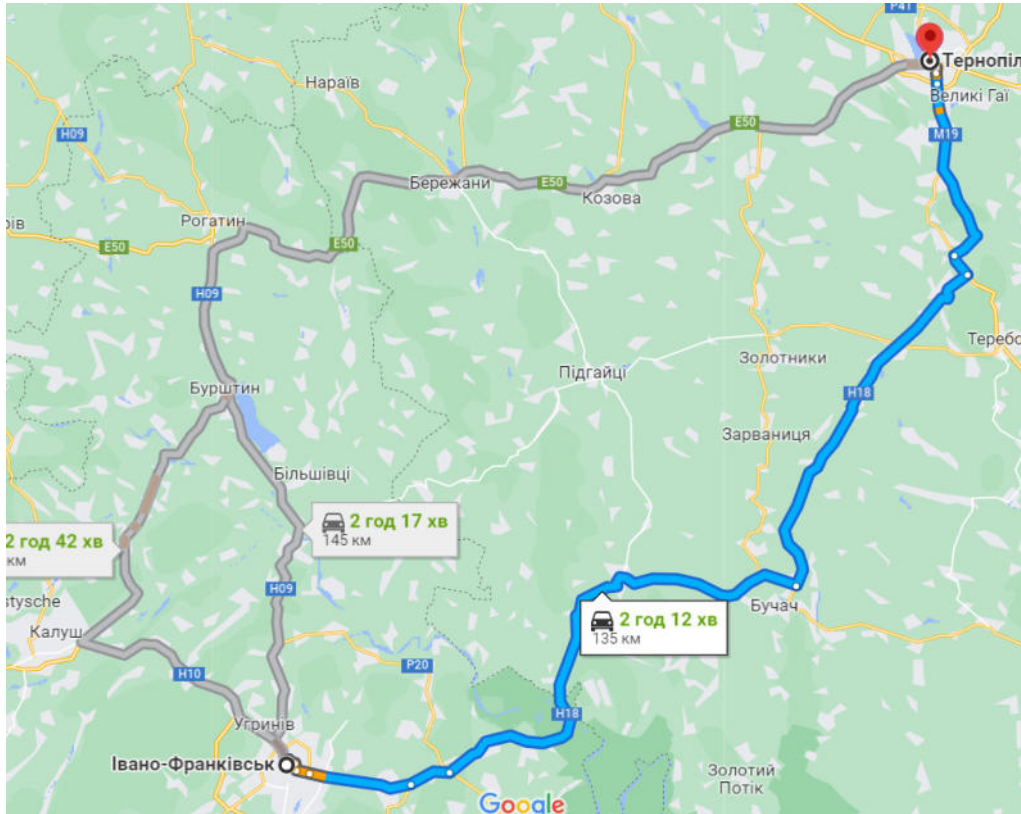 P41
Тернопіл
Нараїв
Великі Гаї
H09
E50
M19
Бережани
E50
Козова
Рогатин
ів
E50
E50
H09
Теребо
Золотники
Підгайці
Бурштин
H18
Зарваниця
Більшівці
2 год 17 хв
145 км
2 год 42 хв
км
H09
stysche
Бучач
2 год 12 хв
135 км
Калуш
P20
H10
H18
Угринів
Івано-Франківськ
Золотий
Потік
Google